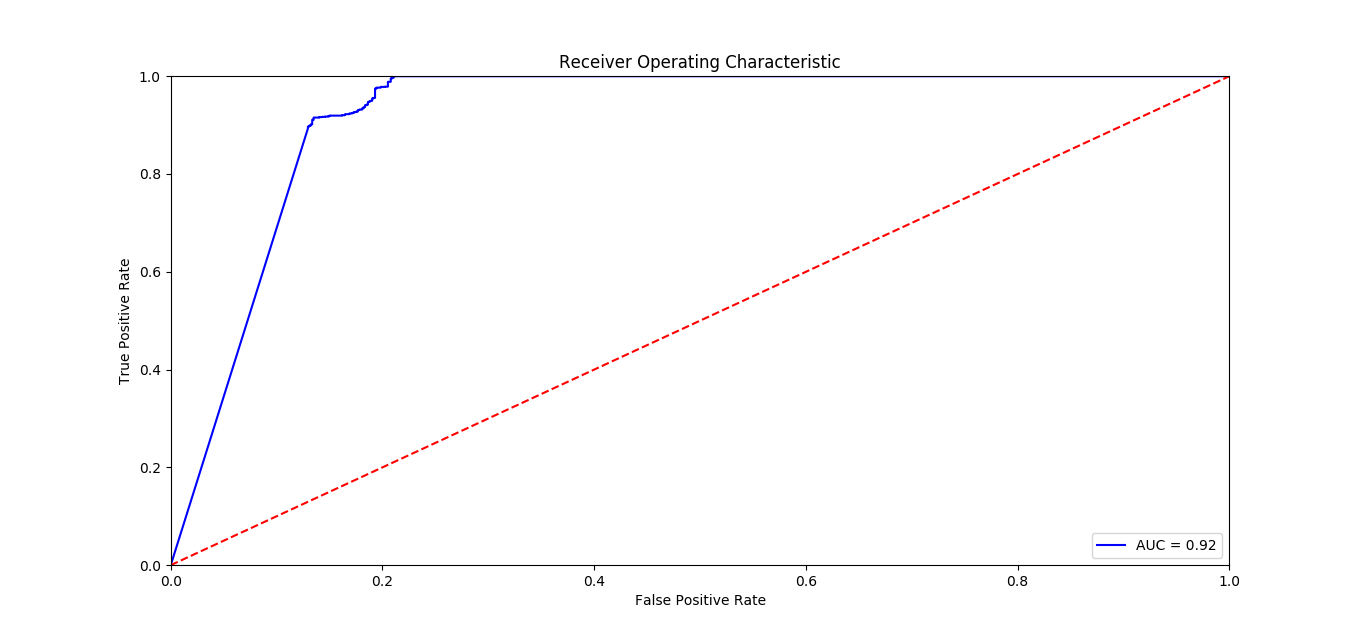 Receiver Operating Characteristic
1.0
0.8
0.6
0.4
0.2
0.0
True Positive Rate
AUC = 0.92
0.0 0.2 0.4 0.6 0.8 1.0
False Positive Rate